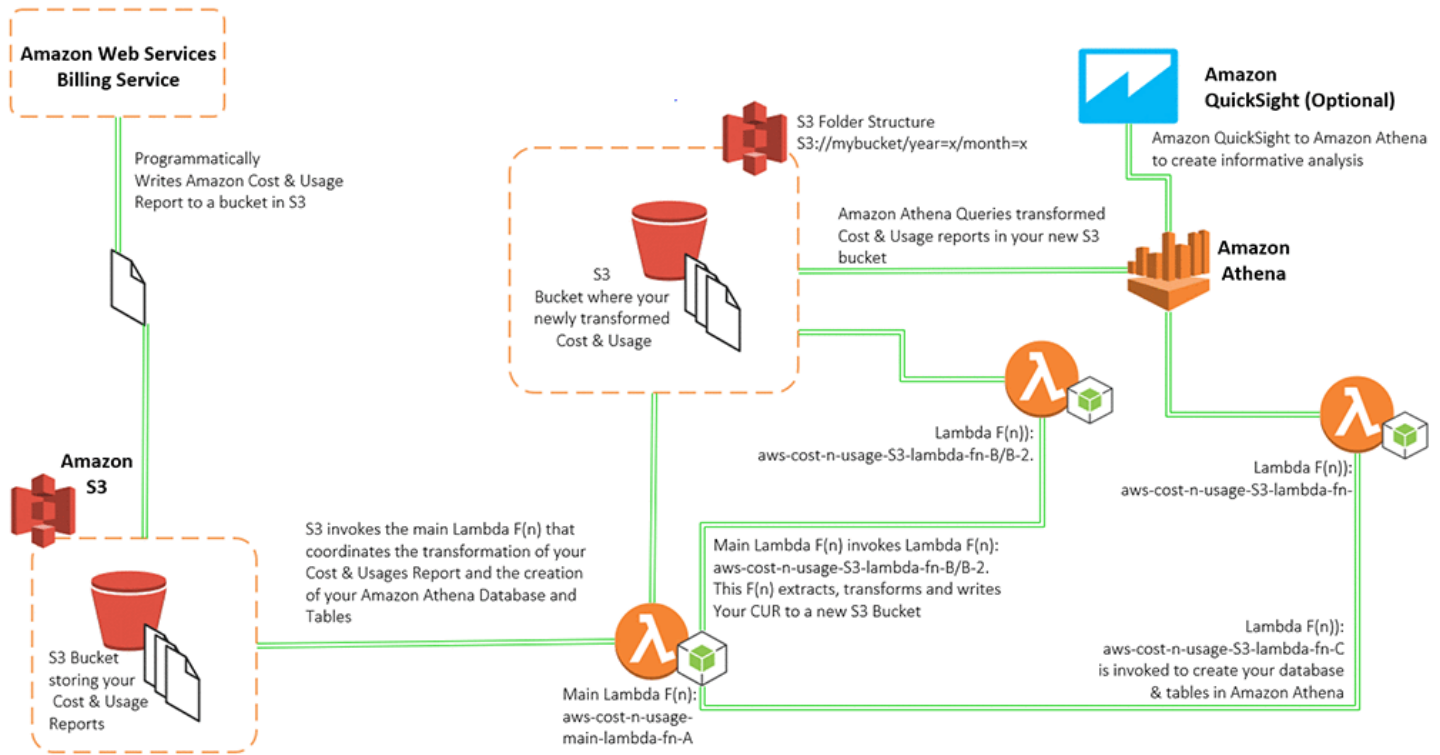 Amazon Web Services
Billing Service
Programmatically
Writes Amazon Cost & Usage
Report to a bucket in S3
Amazon
S3
S3 Bucket
storing your
Cost & Usage
Reports
S3 invokes the main Lambda F(n) that
coordinates the transformation of your
Cost & Usages Report and the creation
of your Amazon Athena Database and
Tables
Main Lambda F(n):
aws-cost-n-usage-
main-lambda-fn-A
S3 Folder Structure
S3://mybucket/year=x/month=x
S3
Bucket where your
newly transformed
Cost & Usage
Amazon Athena Queries transformed
Cost & Usage reports in your new S3
bucket
Amazon
QuickSight (Optional)
Amazon QuickSight to Amazon Athena
to create informative analysis
Amazon
Athena
Lambda F(n)):
aws-cost-n-usage-S3-lambda-fn-B/B-2.
Main Lambda F(n) invokes Lambda F(n):
aws-cost-n-usage-S3-lambda-fn-B/B-2.
This F(n) extracts, transforms and writes
Your CUR to a new S3 Bucket
Lambda F(n)):
aws-cost-n-usage-S3-lambda-fn-
Lambda F(n)):
aws-cost-n-usage-S3-lambda-fn-C
is invoked to create your database
& tables in Amazon Athena